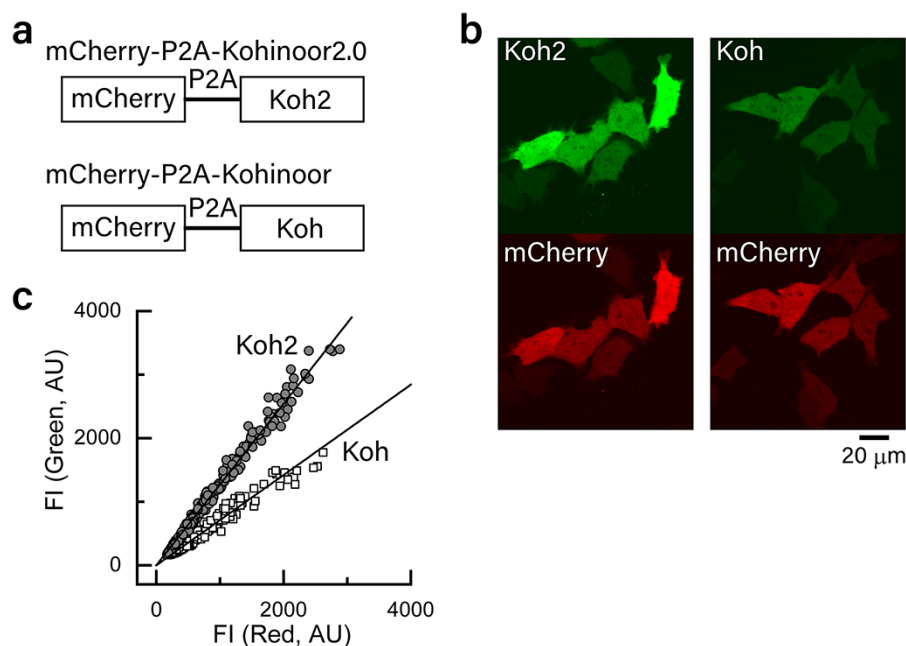 a
mCherry-P2A-Kohinoor2.0
P2A
mCherry
Koh2
mCherry-P2A-Kohinoor
P2A
mCherry
Koh
b
Koh2
Koh
mCherry
mCherry
20 μm
c
4000
2000
0
FI (Green, AU)
Koh2
Koh
0
2000
4000
FI (Red, AU)